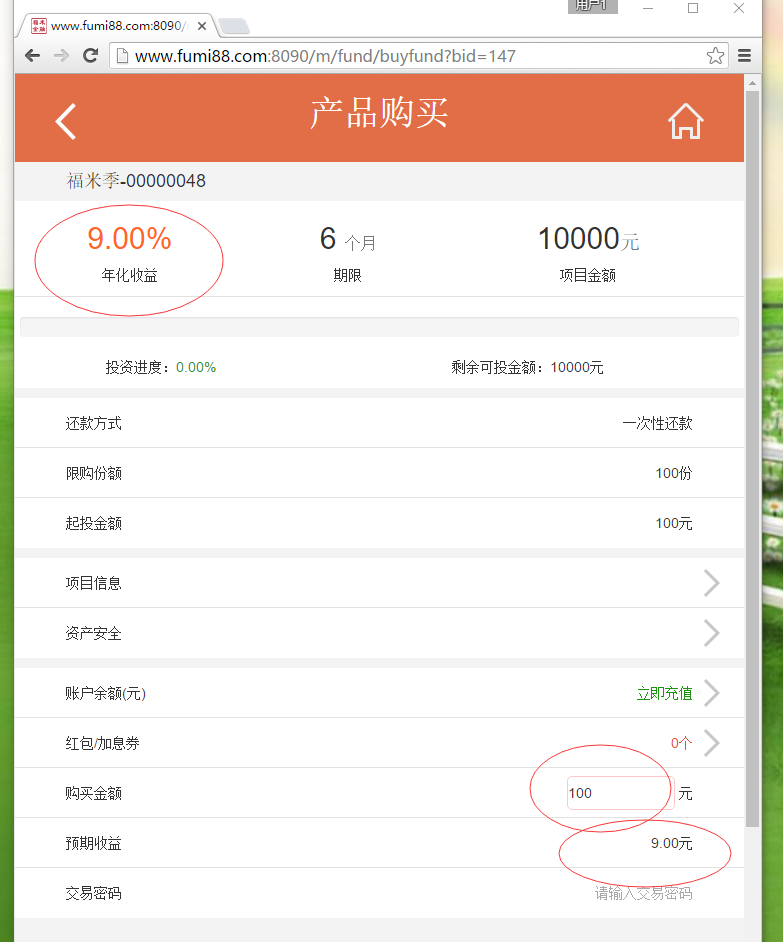 用户1
福米金融 www.fumi88.com:8090/
www.fumi88.com:8090/m/fund/buyfund?bid=147
产品购买
福米季-00000048
9.00% 6 个月 10000元
年化收益 期限 项目金额
投资进度：0.00% 剩余可投金额：10000元
还款方式 一次性还款
限购份额 100份
起投金额 100元
项目信息
资产安全
账户余额(元) 立即充值
红包/加息券 0个
购买金额 100 元
预期收益 9.00元
交易密码 请输入交易密码